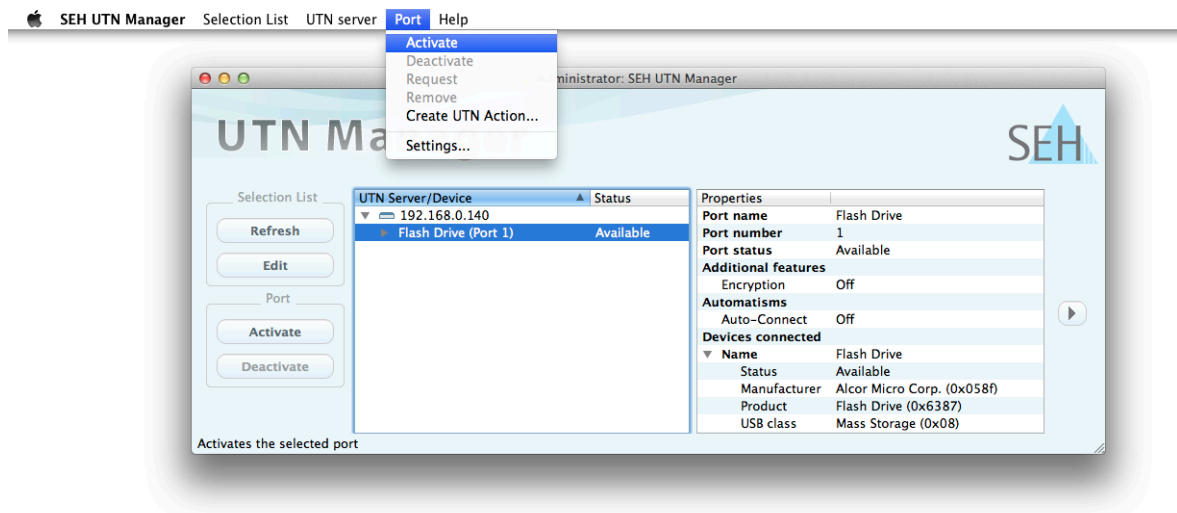 SEH UTN Manager Selection List UTN server Port Help
Activate
Deactivate
Request
Remove
Create UTN Action...
Settings...
ministrator: SEH UTN Manager
UTN Manager
SEH
Selection List
Refresh
Edit
Port
Activate
Deactivate
UTN Server/Device Status
192.168.0.140
Flash Drive (Port 1) Available
Properties
Port name Flash Drive
Port number 1
Port status Available
Additional features
Encryption Off
Automatisms
Auto-Connect Off
Devices connected
Name Flash Drive
Status Available
Manufacturer Alcor Micro Corp. (0x058f)
Product Flash Drive (0x6387)
USB class Mass Storage (0x08)
Activates the selected port